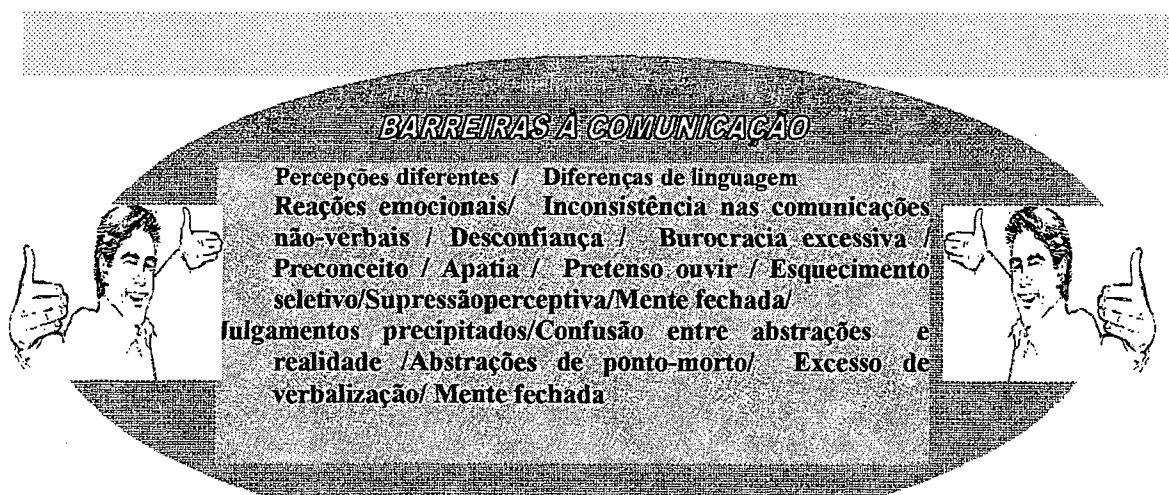 BARREIRAS À COMUNICAÇÃO
Percepções diferentes / Diferenças de linguagem
Reações emocionais/ Inconsistência nas comunicações
não-verbais / Desconfiança / Burocracia excessiva /
Preconceito / Apatia / Pretenso ouvir / Esquecimento
seletivo/Supressãoperceptiva/Mente fechada/
Julgamentos precipitados/Confusão entre abstrações e
realidade /Abstrações de ponto-morto/ Excesso de
verbalização/ Mente fechada